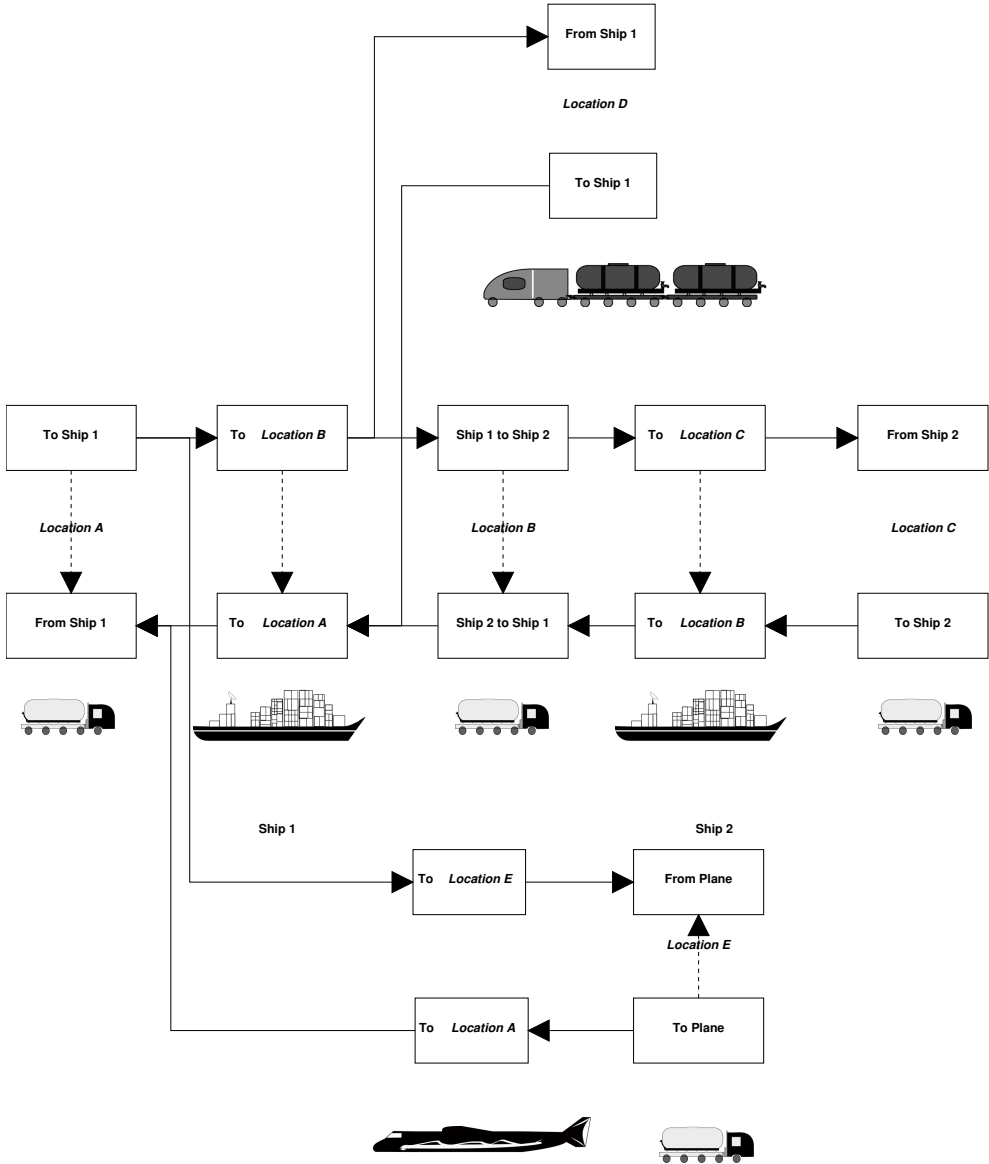 From Ship 1
Location D
To Ship 1
To Ship 1
To Location B
Ship 1 to Ship 2
To Location C
From Ship 2
Location A
Location B
Location C
From Ship 1
To Location A
Ship 2 to Ship 1
To Location B
To Ship 2
Ship 1
Ship 2
To Location E
From Plane
Location E
To Location A
To Plane